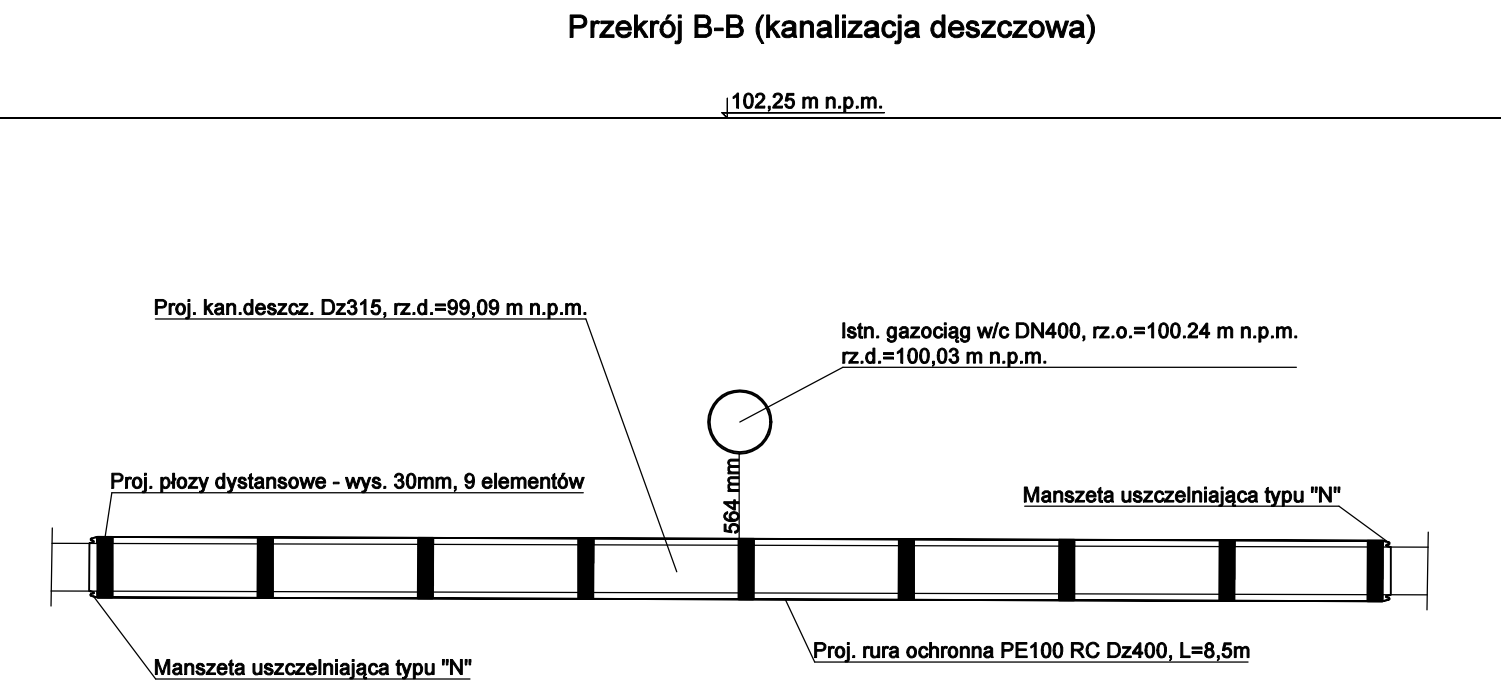 Przekrój B-B (kanalizacja deszczowa)
102,25 m n.p.m.
Proj. kan.deszcz. Dz315, rz.d.=99,09 m n.p.m.
Istn. gazociąg w/c DN400, rz.o.=100.24 m n.p.m.
rz.d.=100,03 m n.p.m.
564 mm
Proj. płozy dystansowe - wys. 30mm, 9 elementów
Manszeta uszczelniająca typu "N"
Proj. rura ochronna PE100 RC Dz400, L=8,5m
Manszeta uszczelniająca typu "N"